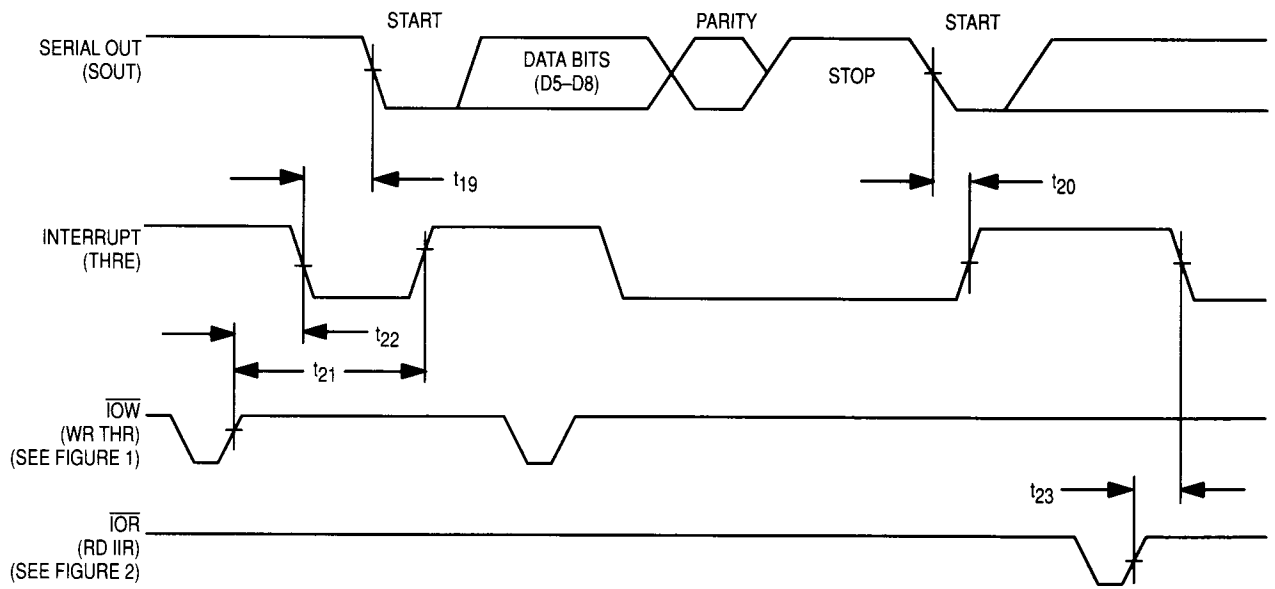 START
PARITY
START
SERIAL OUT
(SOUT)
DATA BITS
(D5–D8)
STOP
t19
t20
INTERRUPT
(THRE)
t22
t21
IOW
(WR THR)
(SEE FIGURE 1)
t23
IOR
(RD IIR)
(SEE FIGURE 2)